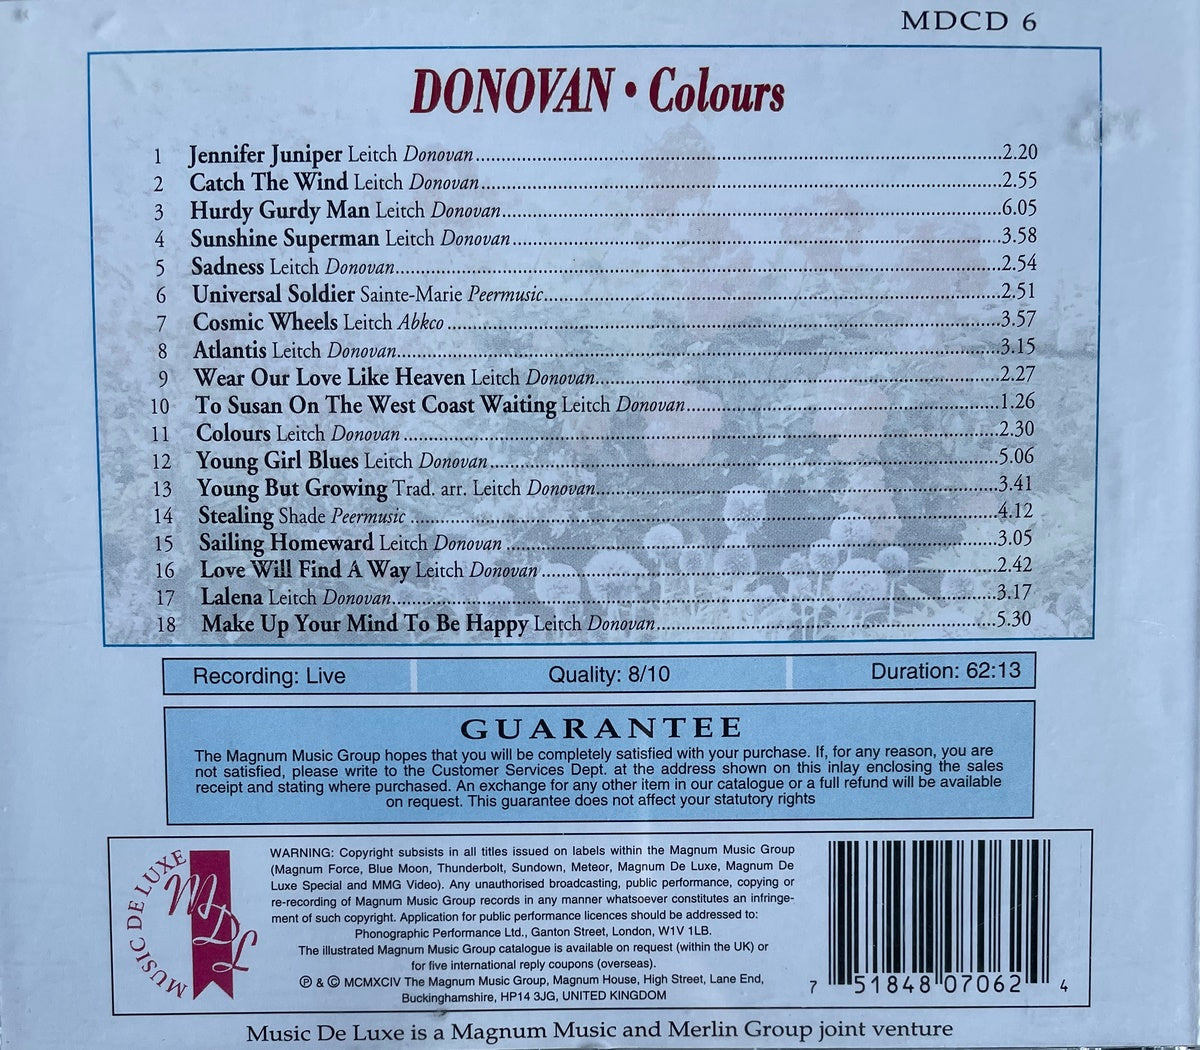 MDCD 6
DONOVAN • Colours
1 Jennifer Juniper Leitch Donovan....2.20
2 Catch The Wind Leitch Donovan....2.55
3 Hurdy Gurdy Man Leitch Donovan....6.05
4 Sunshine Superman Leitch Donovan....3.58
5 Sadness Leitch Donovan....2.54
6 Universal Soldier Sainte-Marie Peermusic....2.51
7 Cosmic Wheels Leitch Abkco....3.57
8 Atlantis Leitch Donovan....3.15
9 Wear Our Love Like Heaven Leitch Donovan....2.27
10 To Susan On The West Coast Waiting Leitch Donovan....1.26
11 Colours Leitch Donovan....2.30
12 Young Girl Blues Leitch Donovan....5.06
13 Young But Growing Trad. arr. Leitch Donovan....3.41
14 Stealing Shade Peermusic....4.12
15 Sailing Homeward Leitch Donovan....3.05
16 Love Will Find A Way Leitch Donovan....2.42
17 Lalena Leitch Donovan....3.17
18 Make Up Your Mind To Be Happy Leitch Donovan....5.30
Recording: Live Quality: 8/10 Duration: 62:13
GUARANTEE
The Magnum Music Group hopes that you will be completely satisfied with your purchase. If, for any reason, you are
not satisfied, please write to the Customer Services Dept. at the address shown on this inlay enclosing the sales
receipt and stating where purchased. An exchange for any other item in our catalogue or a full refund will be available
on request. This guarantee does not affect your statutory rights
MUSIC DE LUXE
MDL
WARNING: Copyright subsists in all titles issued on labels within the Magnum Music Group
(Magnum Force, Blue Moon, Thunderbolt, Sundown, Meteor, Magnum De Luxe, Magnum De
Luxe Special and MMG Video). Any unauthorised broadcasting, public performance, copying or
re-recording of Magnum Music Group records in any manner whatsoever constitutes an infringe-
ment of such copyright. Application for public performance licences should be addressed to:
Phonographic Performance Ltd., Ganton Street, London, W1V 1LB.
The illustrated Magnum Music Group catalogue is available on request (within the UK) or
for five international reply coupons (overseas).
℗ & © MCMXCIV The Magnum Music Group, Magnum House, High Street, Lane End,
Buckinghamshire, HP14 3JG, UNITED KINGDOM
7 51848 07062 4
Music De Luxe is a Magnum Music and Merlin Group joint venture